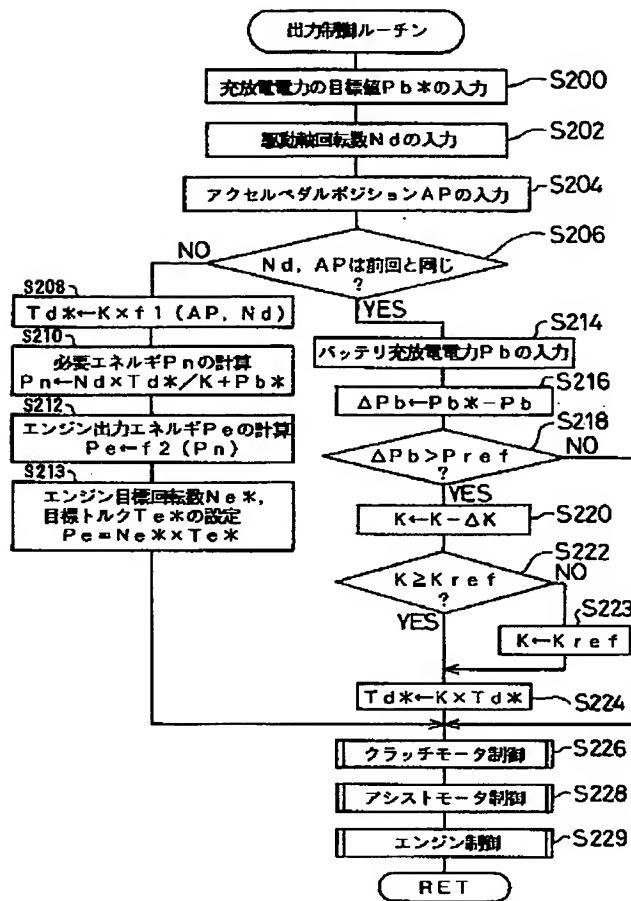 出力制御ルーチン
充放電電力の目標値Pb*の入力
S200
駆動軸回転数Ndの入力
S202
アクセルペダルポジションAPの入力
S204
Nd，APは前回と同じ
?
S206
NO
YES
S208
Td*←K×f1(AP，Nd)
S210
必要エネルギPnの計算
Pn←Nd×Td*/K+Pb*
S212
エンジン出力エネルギPeの計算
Pe←f2(Pn)
S213
エンジン目標回転数Ne*，
目標トルクTe*の設定
Pe=Ne*×Te*
S214
バッテリ充放電電力Pbの入力
S216
ΔPb←Pb*-Pb
S218
ΔPb>Pref
?
NO
YES
K←K-ΔK
S220
S222
K≧Kref
?
NO
YES
S223
K←Kref
Td*←K×Td*
S224
クラッチモータ制御
S226
アシストモータ制御
S228
エンジン制御
S229
RET